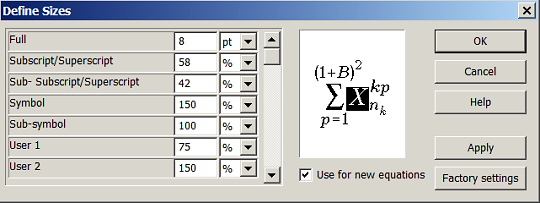 Define Sizes
Full 8 pt
Subscript/Superscript 58 %
Sub- Subscript/Superscript 42 %
Symbol 150 %
Sub-symbol 100 %
User 1 75 %
User 2 150 %
(1+B)²
∑ X kp nk
p=1
Use for new equations
OK
Cancel
Help
Apply
Factory settings